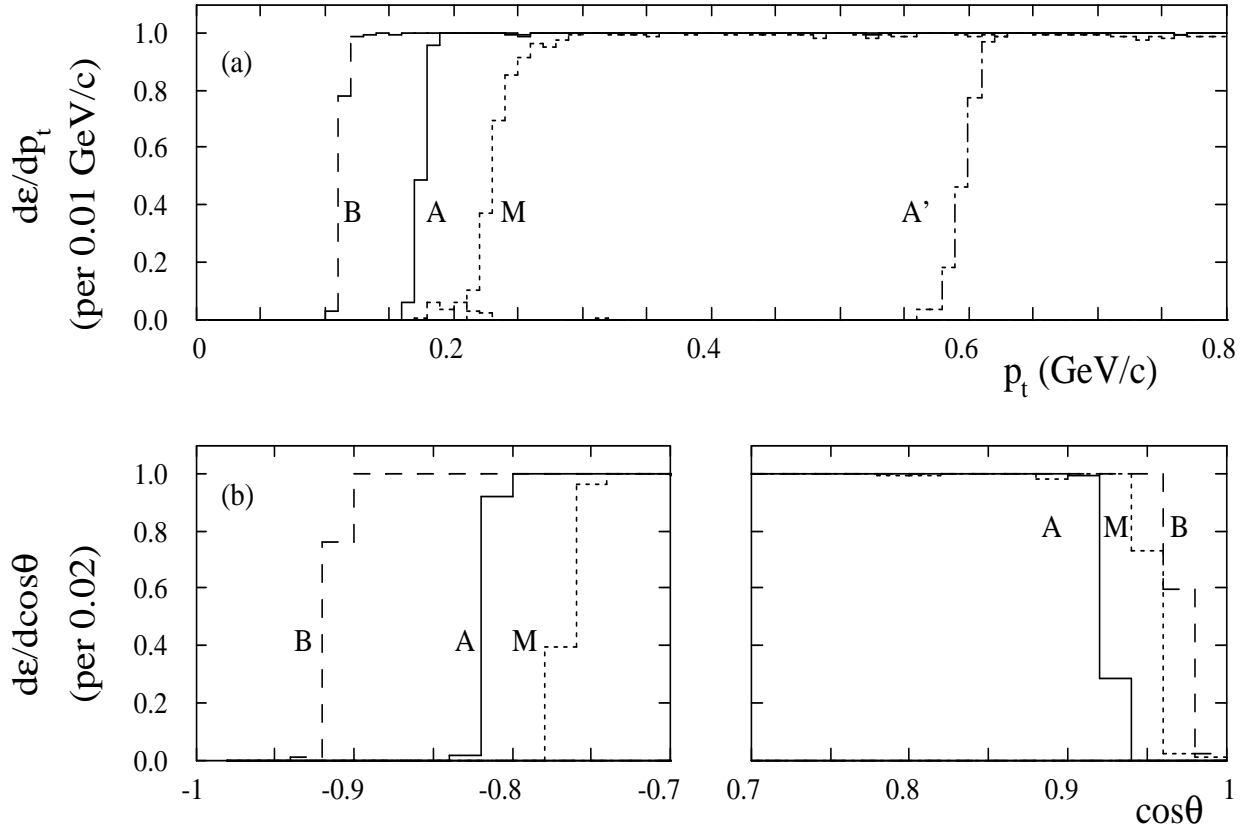 (a)
1.0
0.8
0.6
0.4
0.2
0.0
dε/dp_t
(per 0.01 GeV/c)
B
A
M
A’
0
0.2
0.4
0.6
0.8
p_t (GeV/c)
(b)
1.0
0.8
0.6
0.4
0.2
0.0
dε/dcosθ
(per 0.02)
B
A
M
A
M
B
-1
-0.9
-0.8
-0.7
0.7
0.8
0.9
1
cosθ